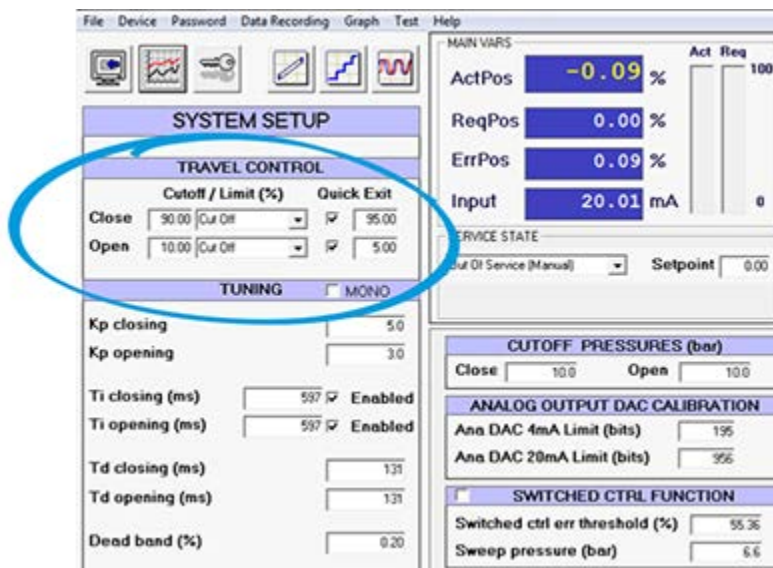 File Device Password Data Recording Graph Test Help
SYSTEM SETUP
TRAVEL CONTROL
Cutoff / Limit (%) Quick Exit
Close 90.00 Cut Off 95.00
Open 10.00 Cut Off 5.00
TUNING MONO
Kp closing 5.0
Kp opening 3.0
Ti closing (ms) 597 Enabled
Ti opening (ms) 597 Enabled
Td closing (ms) 131
Td opening (ms) 131
Dead band (%) 0.20
MAIN VARS
Act Req
ActPos -0.09 % 100
ReqPos 0.00 %
ErrPos 0.09 %
Input 20.01 mA 0
SERVICE STATE
Out Of Service (Manual) Setpoint 0.00
CUTOFF PRESSURES (bar)
Close 10.0 Open 10.0
ANALOG OUTPUT DAC CALIBRATION
Ana DAC 4mA Limit (bits) 195
Ana DAC 20mA Limit (bits) 956
SWITCHED CTRL FUNCTION
Switched ctrl err threshold (%) 55.36
Sweep pressure (bar) 6.6